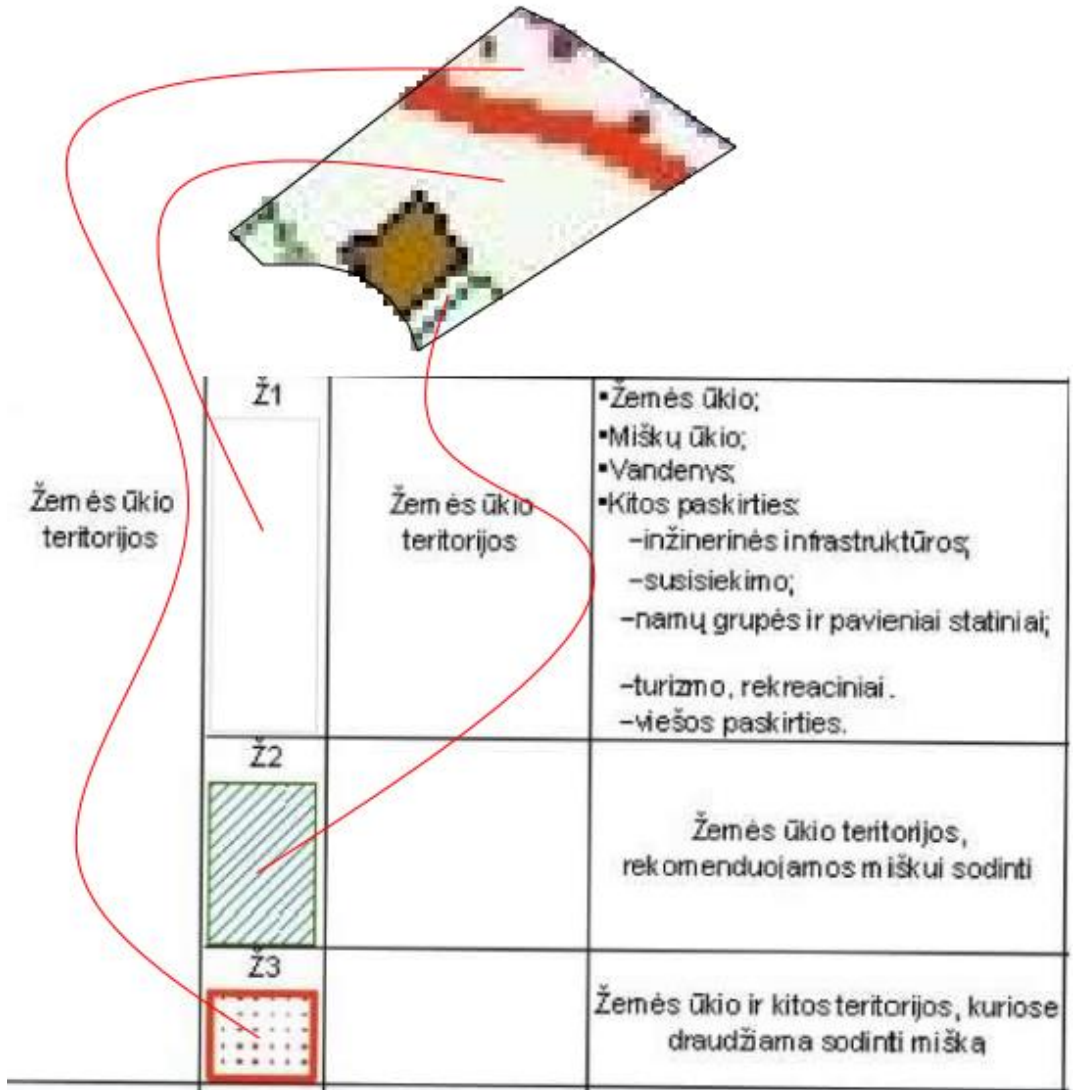 Ž1
Žemės ūkio
teritorijos
Žemės ūkio
teritorijos
▪Žemės ūkio;
▪Miškų ūkio;
▪Vandenys;
▪Kitos paskirties:
–inžinerinės infrastruktūros;
–susisiekimo;
–namų grupės ir pavieniai statiniai;
–turizmo, rekreaciniai.
–viešos paskirties.
Ž2
Žemės ūkio teritorijos,
rekomenduojamos miškui sodinti
Ž3
Žemės ūkio ir kitos teritorijos, kuriose
draudžiama sodinti mišką